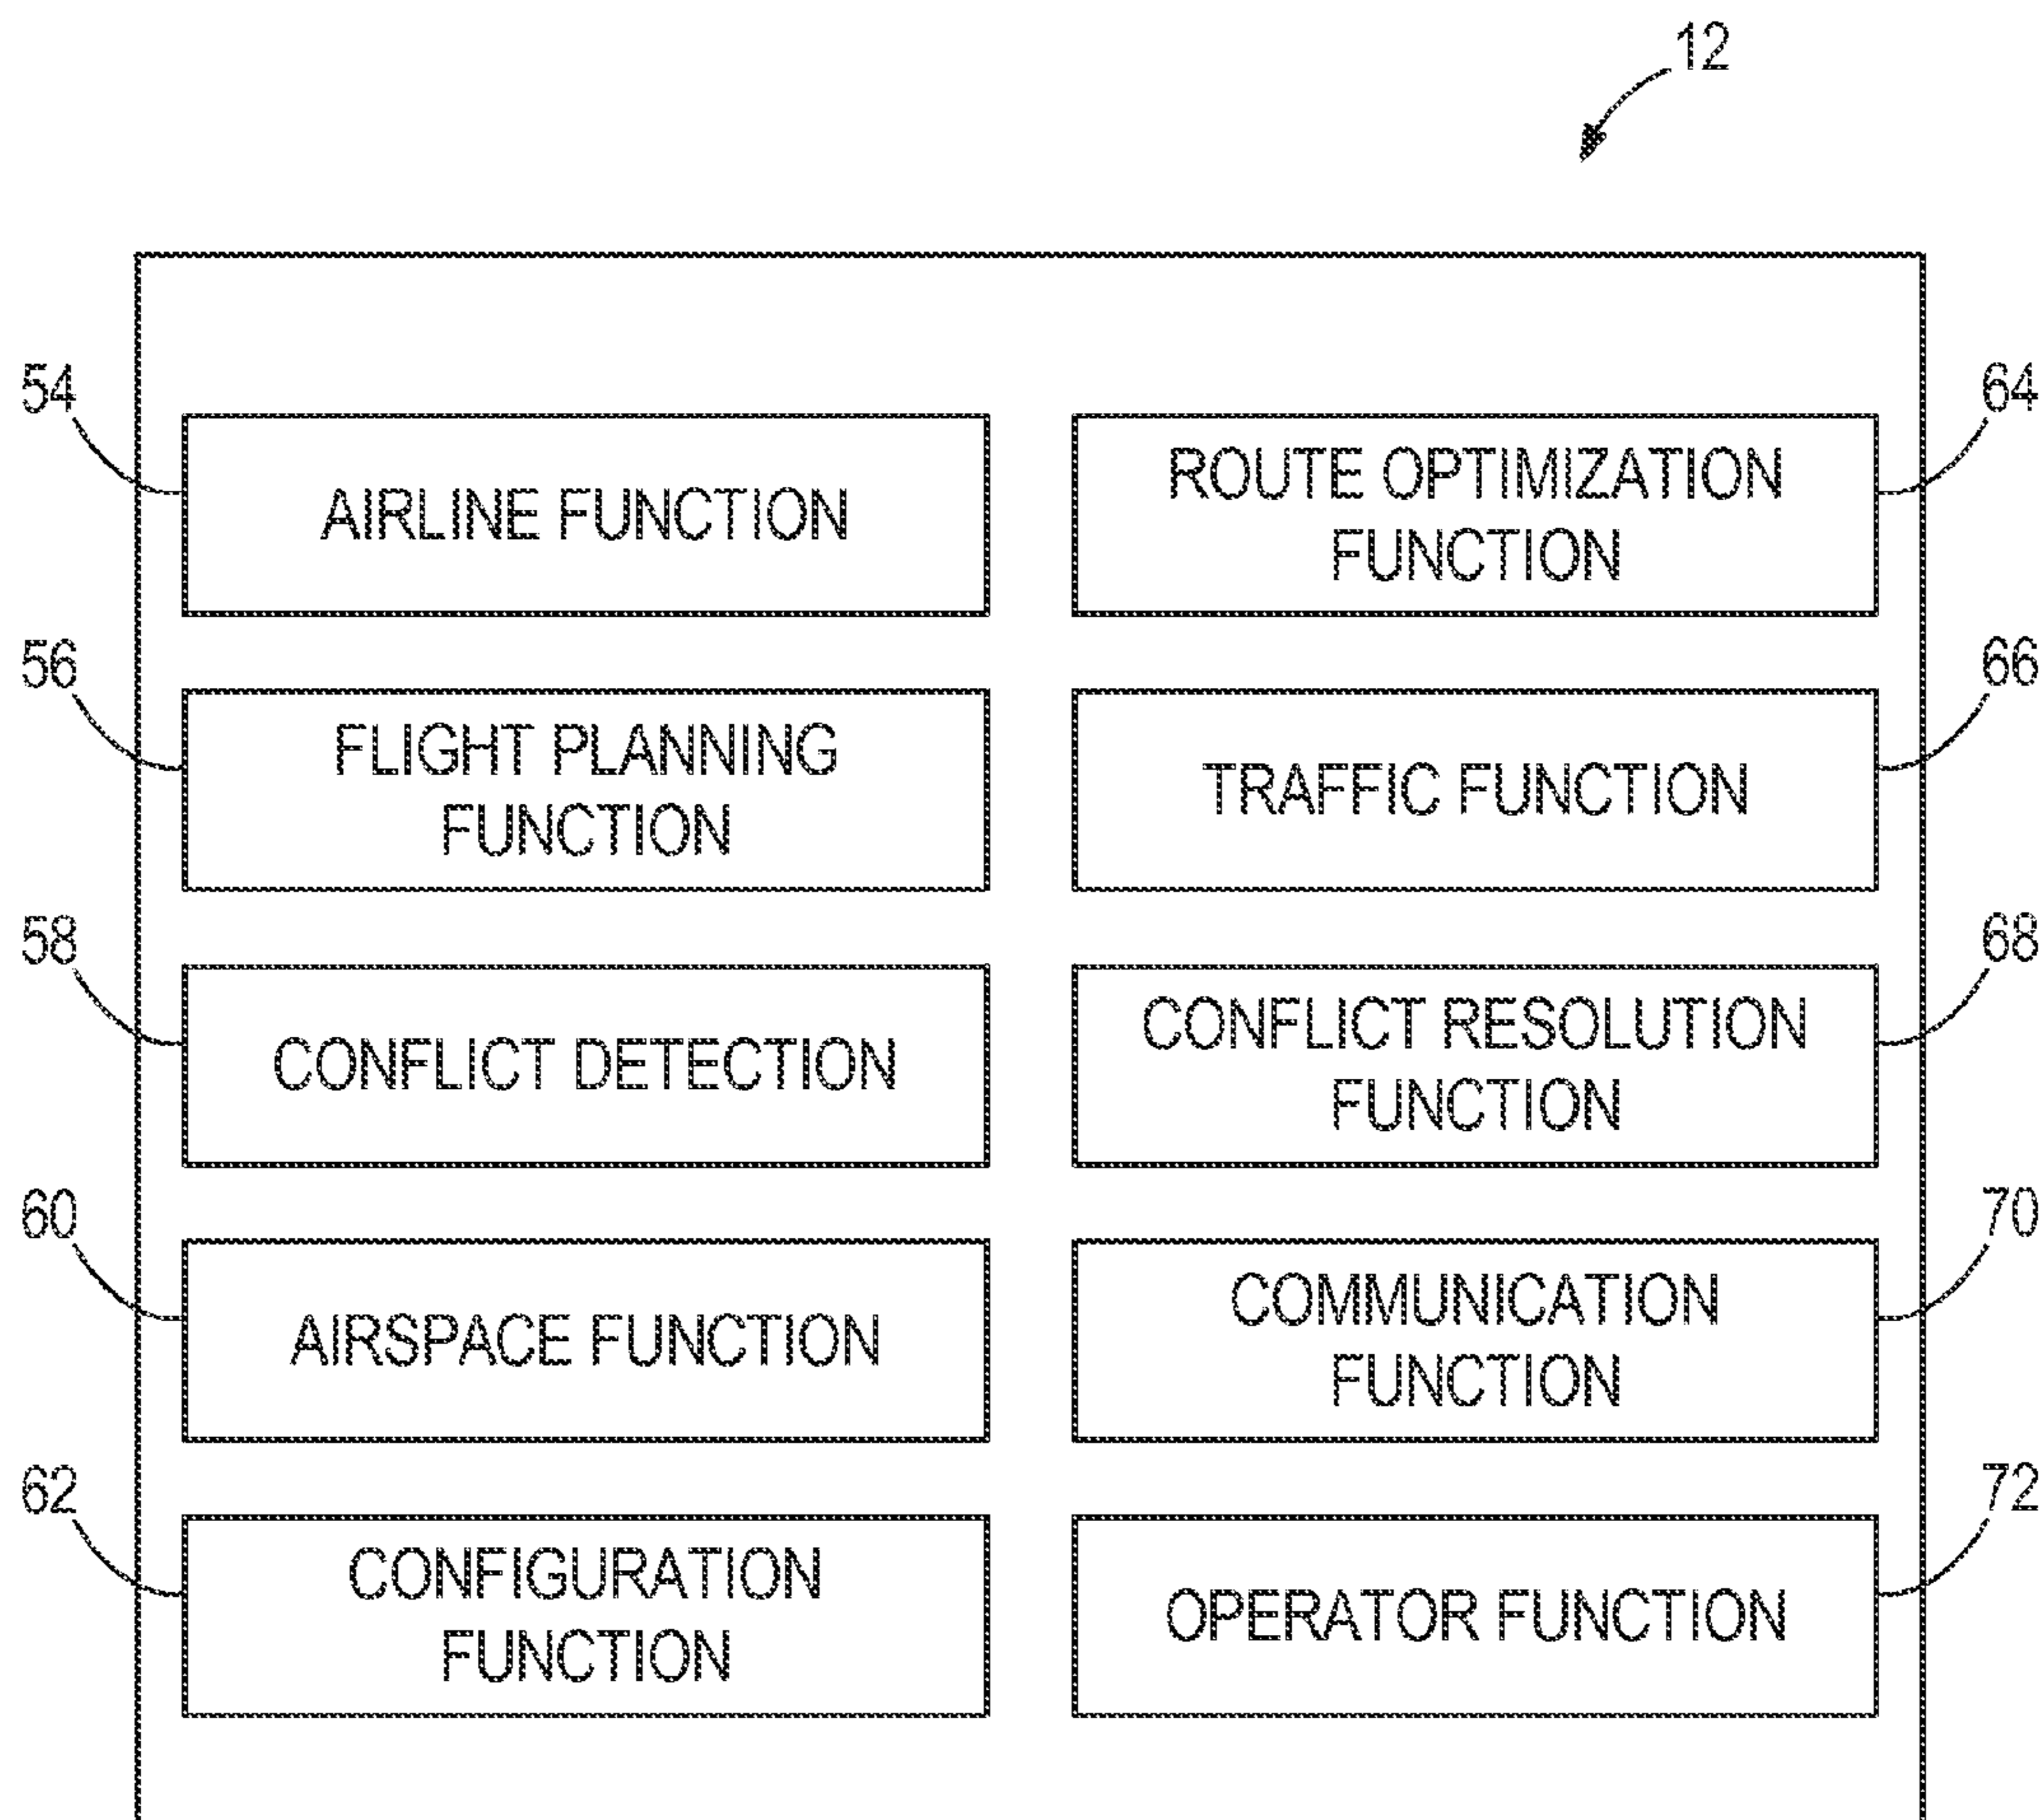 12
54
AIRLINE FUNCTION
ROUTE OPTIMIZATION
FUNCTION
64
56
FLIGHT PLANNING
FUNCTION
TRAFFIC FUNCTION
66
58
CONFLICT DETECTION
CONFLICT RESOLUTION
FUNCTION
68
60
AIRSPACE FUNCTION
COMMUNICATION
FUNCTION
70
62
CONFIGURATION
FUNCTION
OPERATOR FUNCTION
72